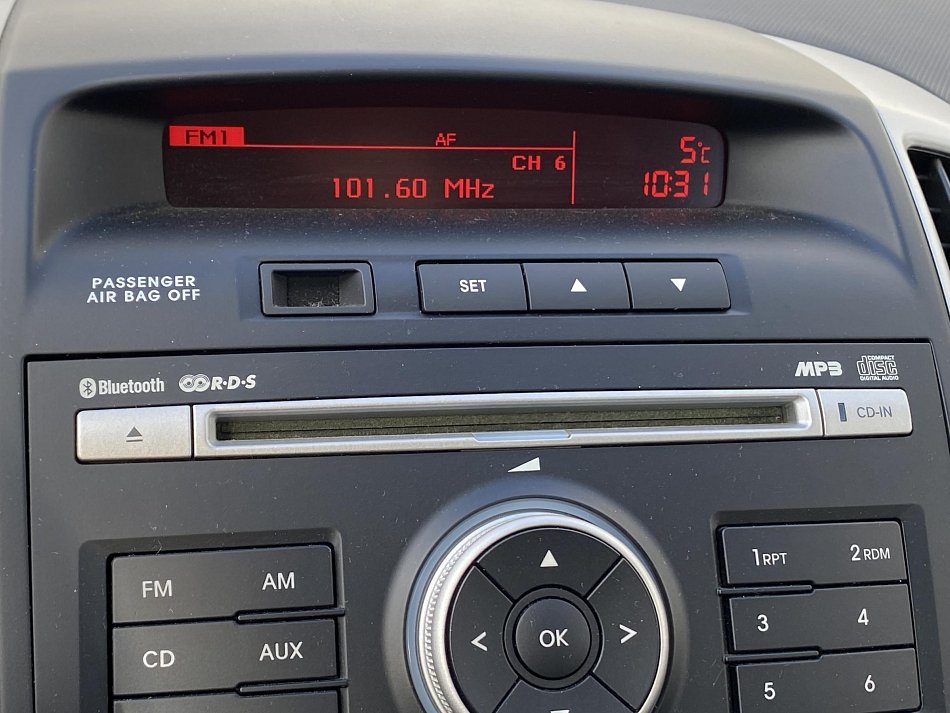 FM1 AF 5°C
CH 6
101.60 MHz 10:31
PASSENGER
AIR BAG OFF
SET
Bluetooth R·D·S MP3 COMPACT
disc
DIGITAL AUDIO
CD-IN
FM AM
1RPT 2RDM
CD AUX
OK
3 4
5 6